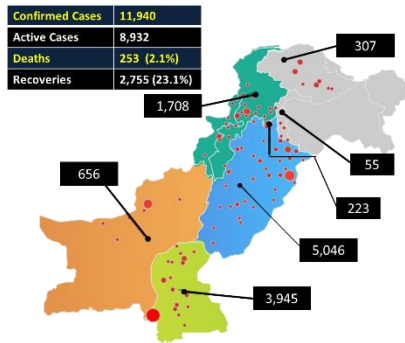 Confirmed Cases 11,940
Active Cases 8,932
Deaths 253 (2.1%)
Recoveries 2,755 (23.1%)
307
1,708
55
656
223
5,046
3,945